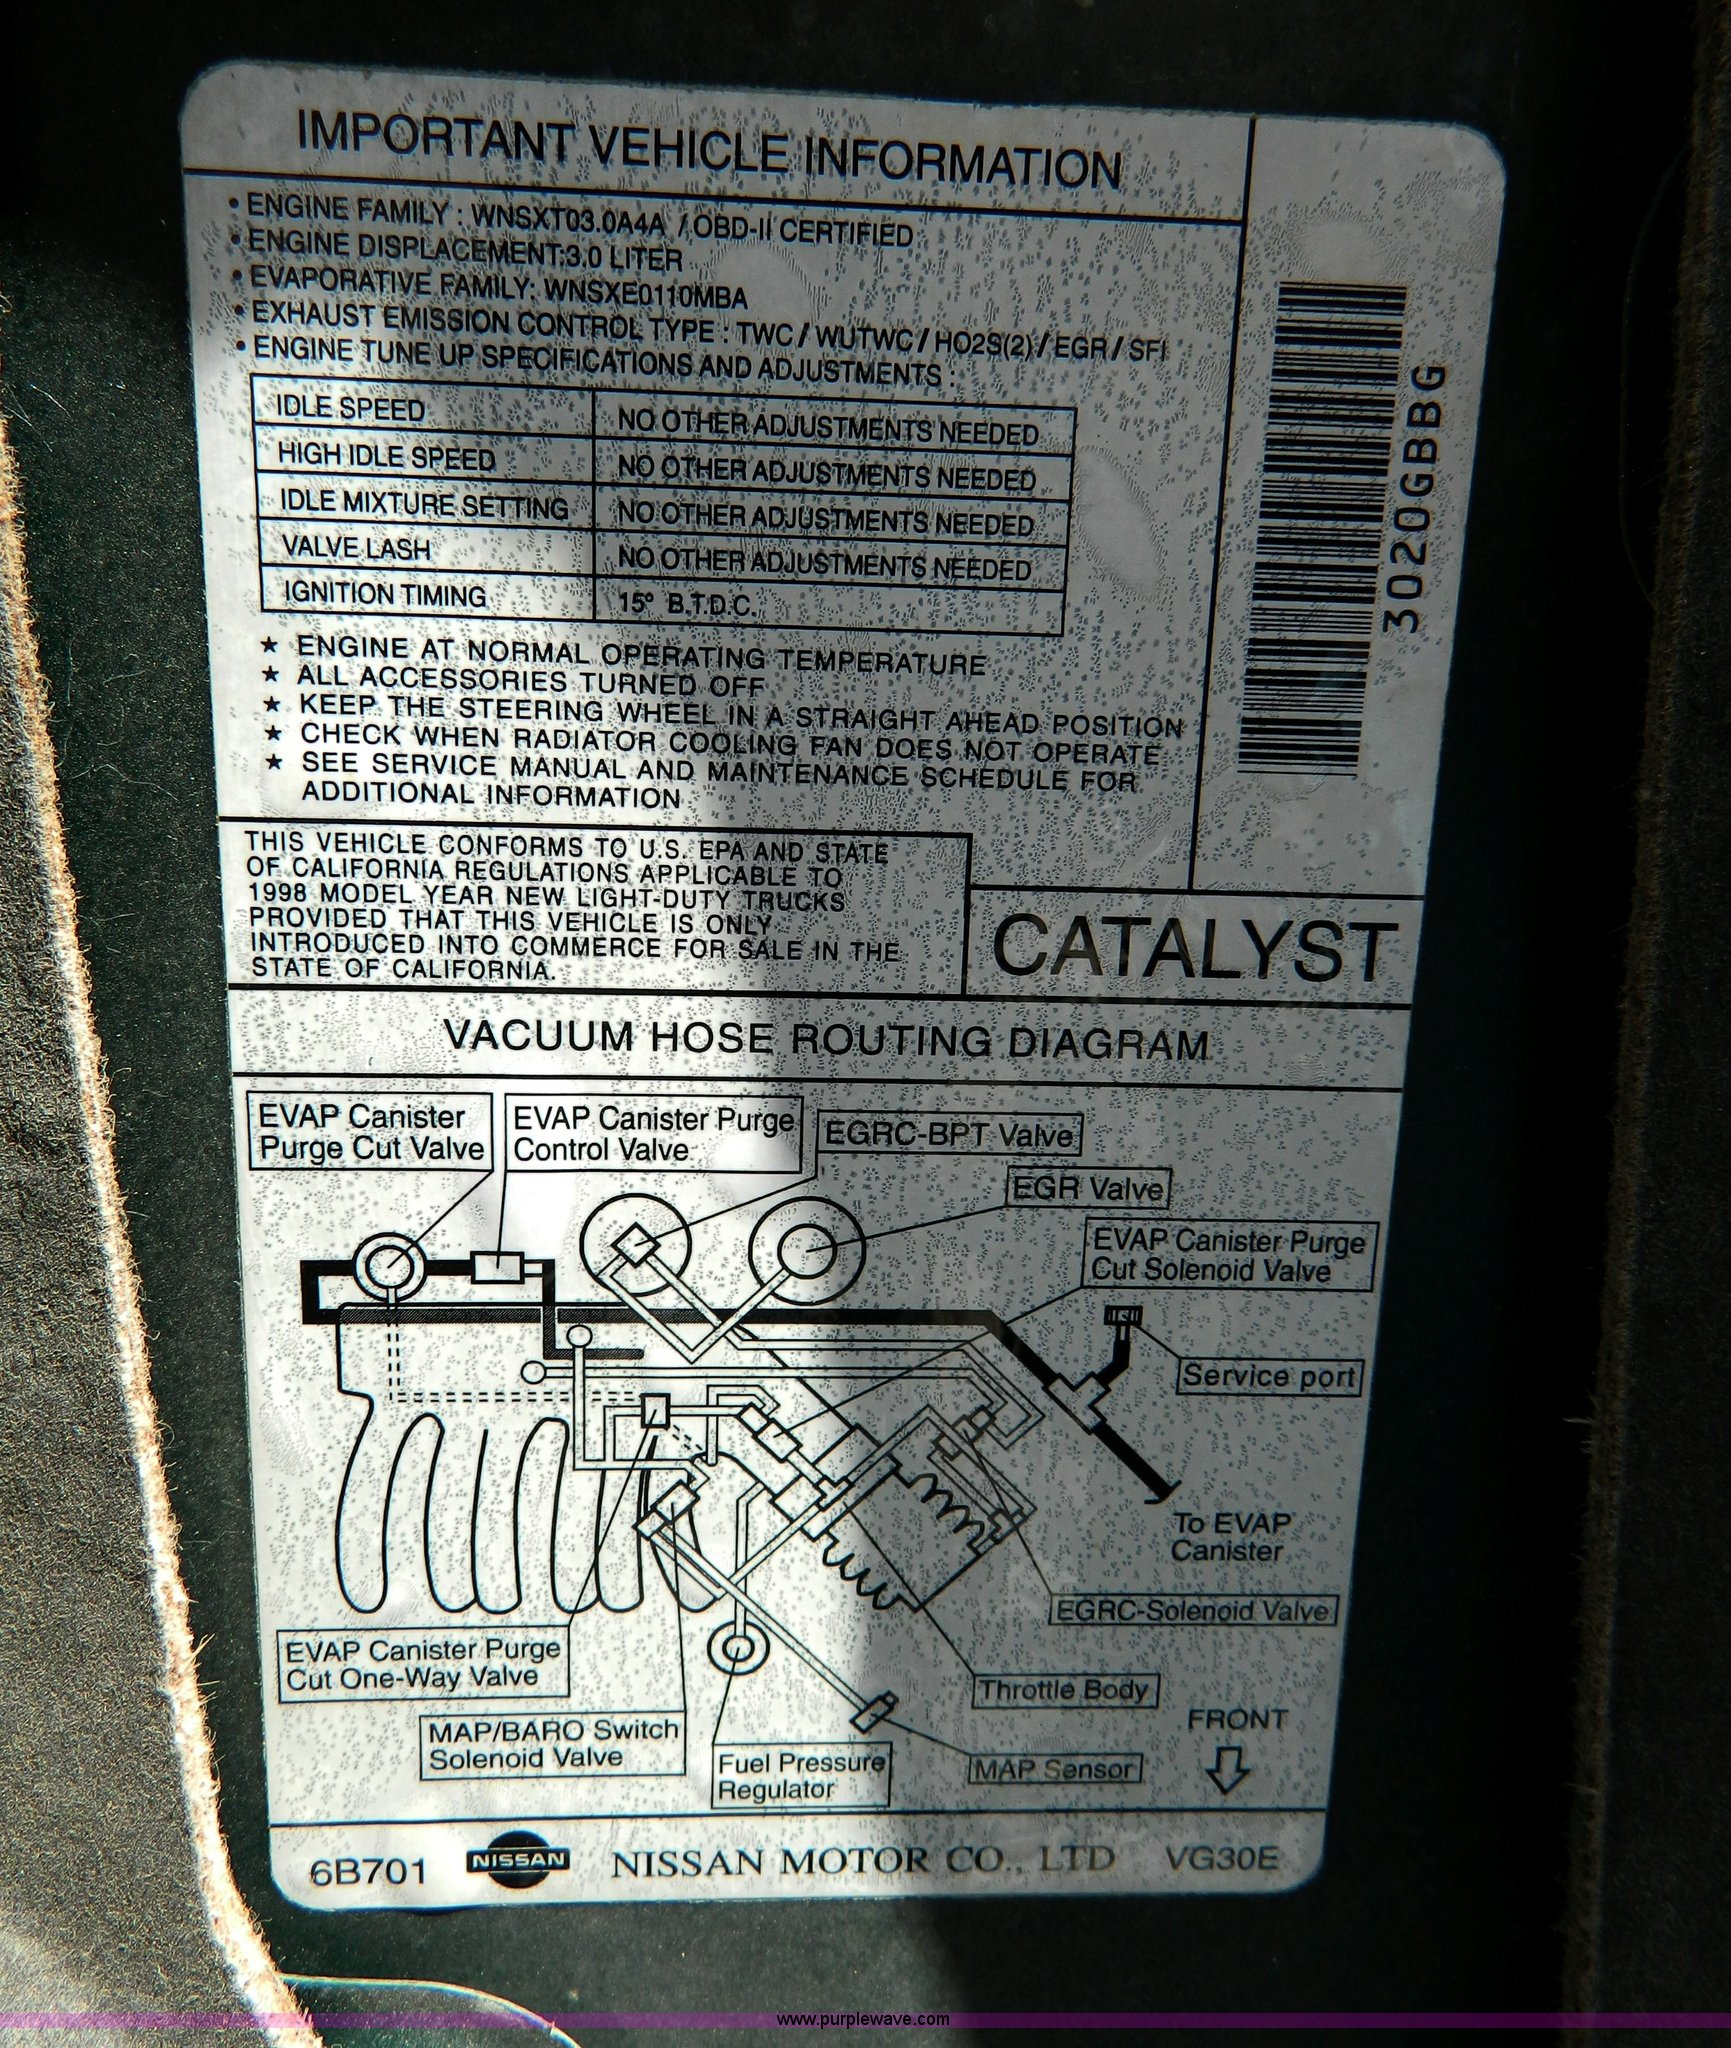 IMPORTANT VEHICLE INFORMATION
• ENGINE FAMILY : WNSXT03.0A4A / OBD-II CERTIFIED
• ENGINE DISPLACEMENT:3.0 LITER
• EVAPORATIVE FAMILY: WNSXE0110MBA
• EXHAUST EMISSION CONTROL TYPE : TWC / WUTWC / HO2S(2) / EGR / SFI
• ENGINE TUNE UP SPECIFICATIONS AND ADJUSTMENTS :
IDLE SPEED NO OTHER ADJUSTMENTS NEEDED
HIGH IDLE SPEED NO OTHER ADJUSTMENTS NEEDED
IDLE MIXTURE SETTING NO OTHER ADJUSTMENTS NEEDED
VALVE LASH NO OTHER ADJUSTMENTS NEEDED
IGNITION TIMING 15° B.T.D.C.
★ ENGINE AT NORMAL OPERATING TEMPERATURE
★ ALL ACCESSORIES TURNED OFF
★ KEEP THE STEERING WHEEL IN A STRAIGHT AHEAD POSITION
★ CHECK WHEN RADIATOR COOLING FAN DOES NOT OPERATE
★ SEE SERVICE MANUAL AND MAINTENANCE SCHEDULE FOR
ADDITIONAL INFORMATION
3020GBBG
THIS VEHICLE CONFORMS TO U.S. EPA AND STATE
OF CALIFORNIA REGULATIONS APPLICABLE TO
1998 MODEL YEAR NEW LIGHT-DUTY TRUCKS
PROVIDED THAT THIS VEHICLE IS ONLY
INTRODUCED INTO COMMERCE FOR SALE IN THE
STATE OF CALIFORNIA.
CATALYST
VACUUM HOSE ROUTING DIAGRAM
EVAP Canister
Purge Cut Valve
EVAP Canister Purge
Control Valve
EGRC-BPT Valve
EGR Valve
EVAP Canister Purge
Cut Solenoid Valve
Service port
To EVAP
Canister
EGRC-Solenoid Valve
EVAP Canister Purge
Cut One-Way Valve
Throttle Body
MAP/BARO Switch
Solenoid Valve
Fuel Pressure
Regulator
MAP Sensor
FRONT
6B701 NISSAN NISSAN MOTOR CO., LTD VG30E
www.purplewave.com